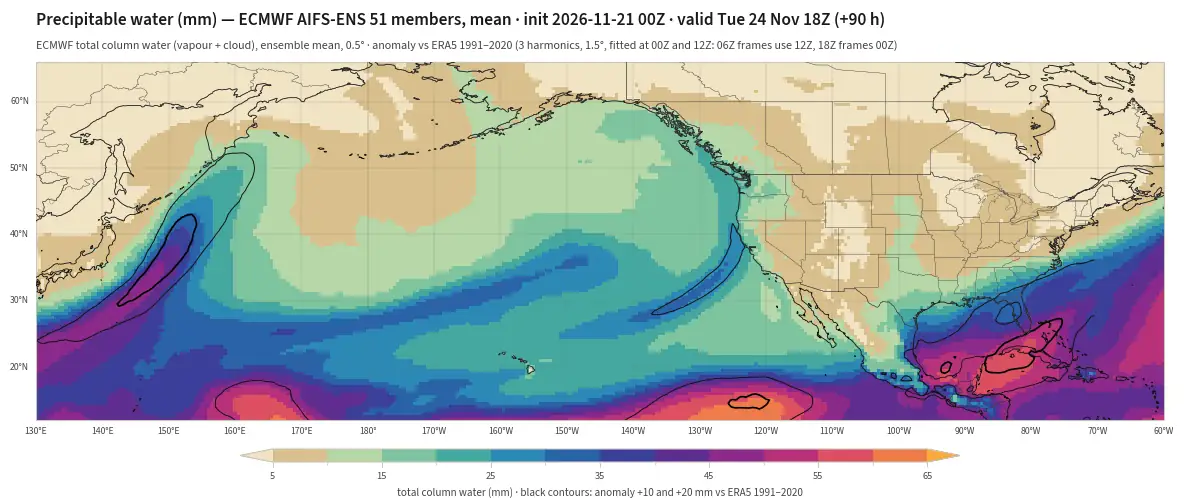 Precipitable water (mm) — ECMWF AIFS-ENS 51 members, mean · init 2026-11-21 00Z · valid Tue 24 Nov 18Z (+90 h)
ECMWF total column water (vapour + cloud), ensemble mean, 0.5° · anomaly vs ERA5 1991–2020 (3 harmonics, 1.5°, fitted at 00Z and 12Z: 06Z frames use 12Z, 18Z frames 00Z)
60°N
50°N
40°N
30°N
20°N
130°E 140°E 150°E 160°E 170°E 180° 170°W 160°W 150°W 140°W 130°W 120°W 110°W 100°W 90°W 80°W 70°W 60°W
5 15 25 35 45 55 65
total column water (mm) · black contours: anomaly +10 and +20 mm vs ERA5 1991–2020